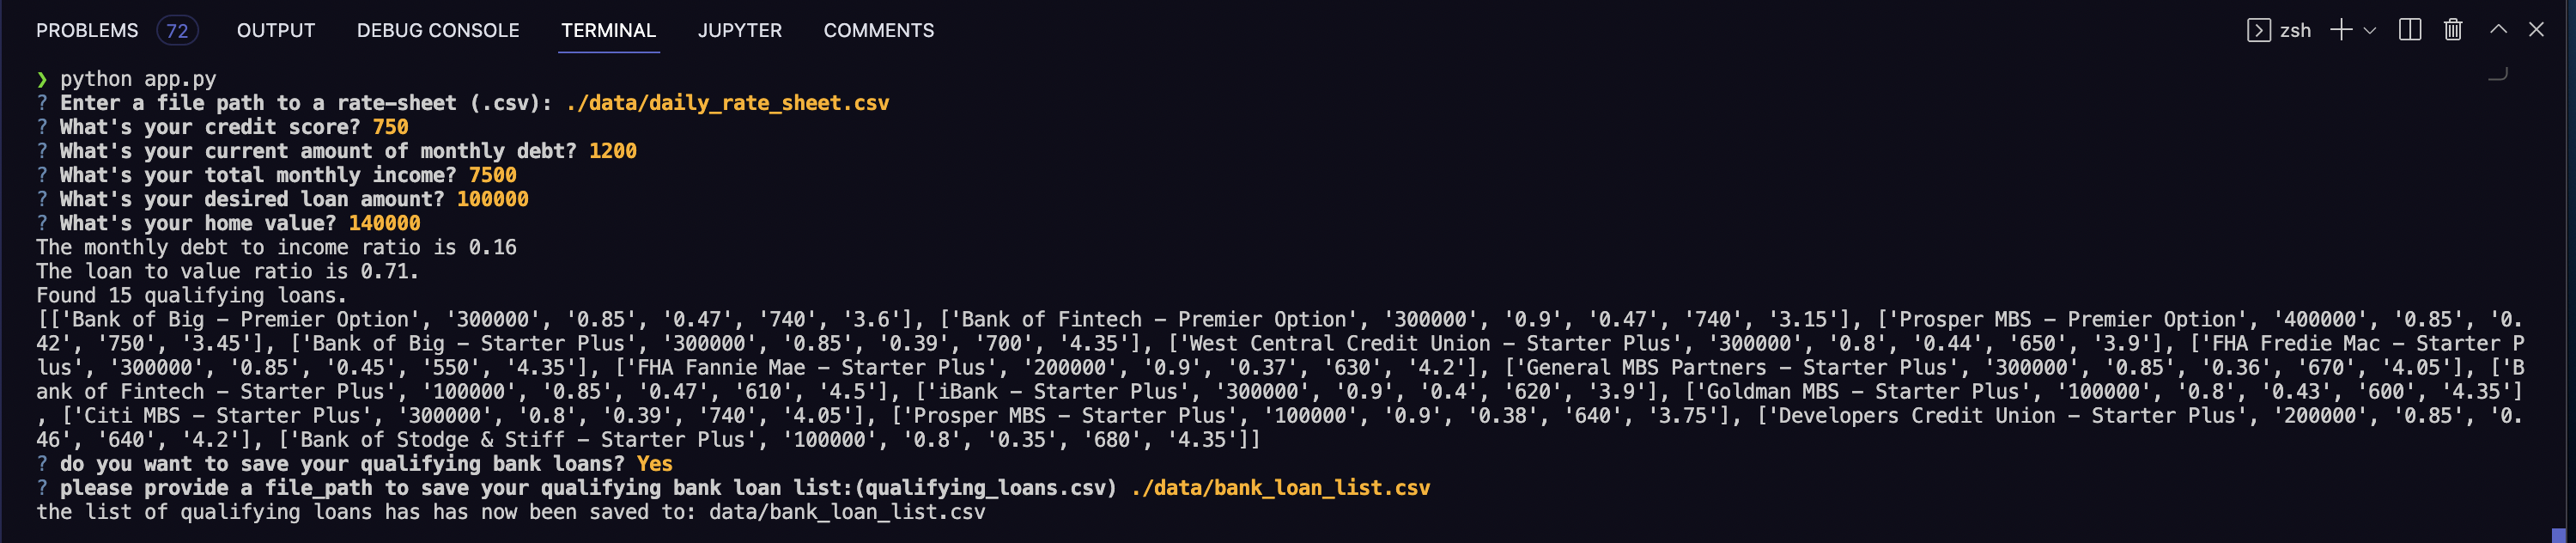 PROBLEMS 72 OUTPUT DEBUG CONSOLE TERMINAL JUPYTER COMMENTS zsh
❯ python app.py
? Enter a file path to a rate-sheet (.csv): ./data/daily_rate_sheet.csv
? What's your credit score? 750
? What's your current amount of monthly debt? 1200
? What's your total monthly income? 7500
? What's your desired loan amount? 100000
? What's your home value? 140000
The monthly debt to income ratio is 0.16
The loan to value ratio is 0.71.
Found 15 qualifying loans.
[['Bank of Big - Premier Option', '300000', '0.85', '0.47', '740', '3.6'], ['Bank of Fintech - Premier Option', '300000', '0.9', '0.47', '740', '3.15'], ['Prosper MBS - Premier Option', '400000', '0.85', '0.
42', '750', '3.45'], ['Bank of Big - Starter Plus', '300000', '0.85', '0.39', '700', '4.35'], ['West Central Credit Union - Starter Plus', '300000', '0.8', '0.44', '650', '3.9'], ['FHA Fredie Mac - Starter P
lus', '300000', '0.85', '0.45', '550', '4.35'], ['FHA Fannie Mae - Starter Plus', '200000', '0.9', '0.37', '630', '4.2'], ['General MBS Partners - Starter Plus', '300000', '0.85', '0.36', '670', '4.05'], ['B
ank of Fintech - Starter Plus', '100000', '0.85', '0.47', '610', '4.5'], ['iBank - Starter Plus', '300000', '0.9', '0.4', '620', '3.9'], ['Goldman MBS - Starter Plus', '100000', '0.8', '0.43', '600', '4.35']
, ['Citi MBS - Starter Plus', '300000', '0.8', '0.39', '740', '4.05'], ['Prosper MBS - Starter Plus', '100000', '0.9', '0.38', '640', '3.75'], ['Developers Credit Union - Starter Plus', '200000', '0.85', '0.
46', '640', '4.2'], ['Bank of Stodge & Stiff - Starter Plus', '100000', '0.8', '0.35', '680', '4.35']]
? do you want to save your qualifying bank loans? Yes
? please provide a file_path to save your qualifying bank loan list:(qualifying_loans.csv) ./data/bank_loan_list.csv
the list of qualifying loans has has now been saved to: data/bank_loan_list.csv